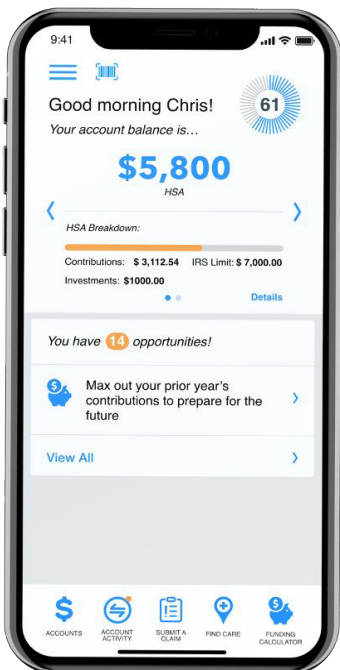 9:41
Good morning Chris!
61
Your account balance is...
$5,800
HSA
HSA Breakdown:
Contributions: $ 3,112.54 IRS Limit: $ 7,000.00
Investments: $1000.00
Details
You have 14 opportunities!
$
Max out your prior year's
contributions to prepare for the
future
View All
$
$
ACCOUNTS
ACCOUNT
ACTIVITY
SUBMIT A
CLAIM
FIND CARE
FUNDING
CALCULATOR